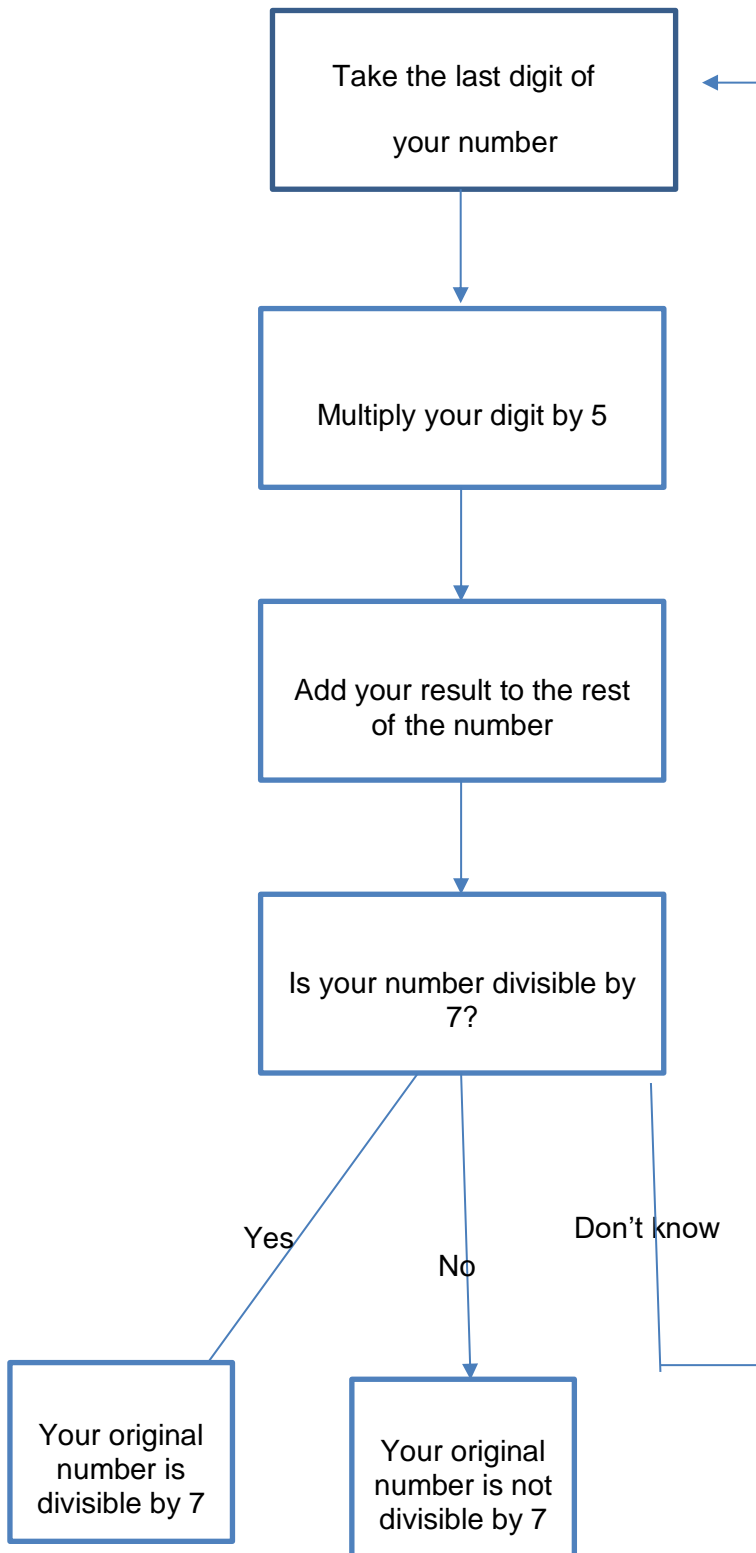 Take the last digit of
your number
Multiply your digit by 5
Add your result to the rest
of the number
Is your number divisible by
7?
Yes
No
Don’t know
Your original
number is
divisible by 7
Your original
number is not
divisible by 7